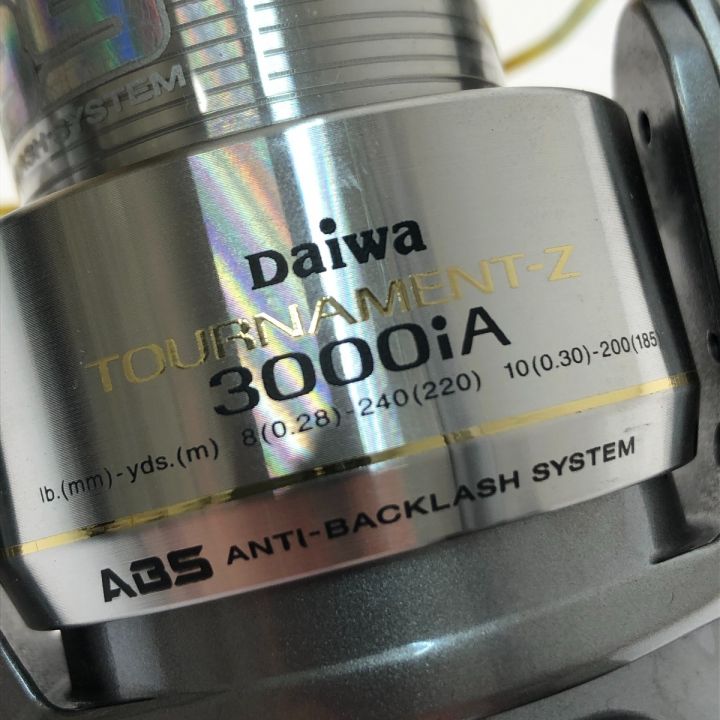 SYSTEM
Daiwa
TOURNAMENT-Z
3000iA
lb.(mm)-yds.(m) 8(0.28)-240(220) 10(0.30)-200(185
ABS ANTI-BACKLASH SYSTEM